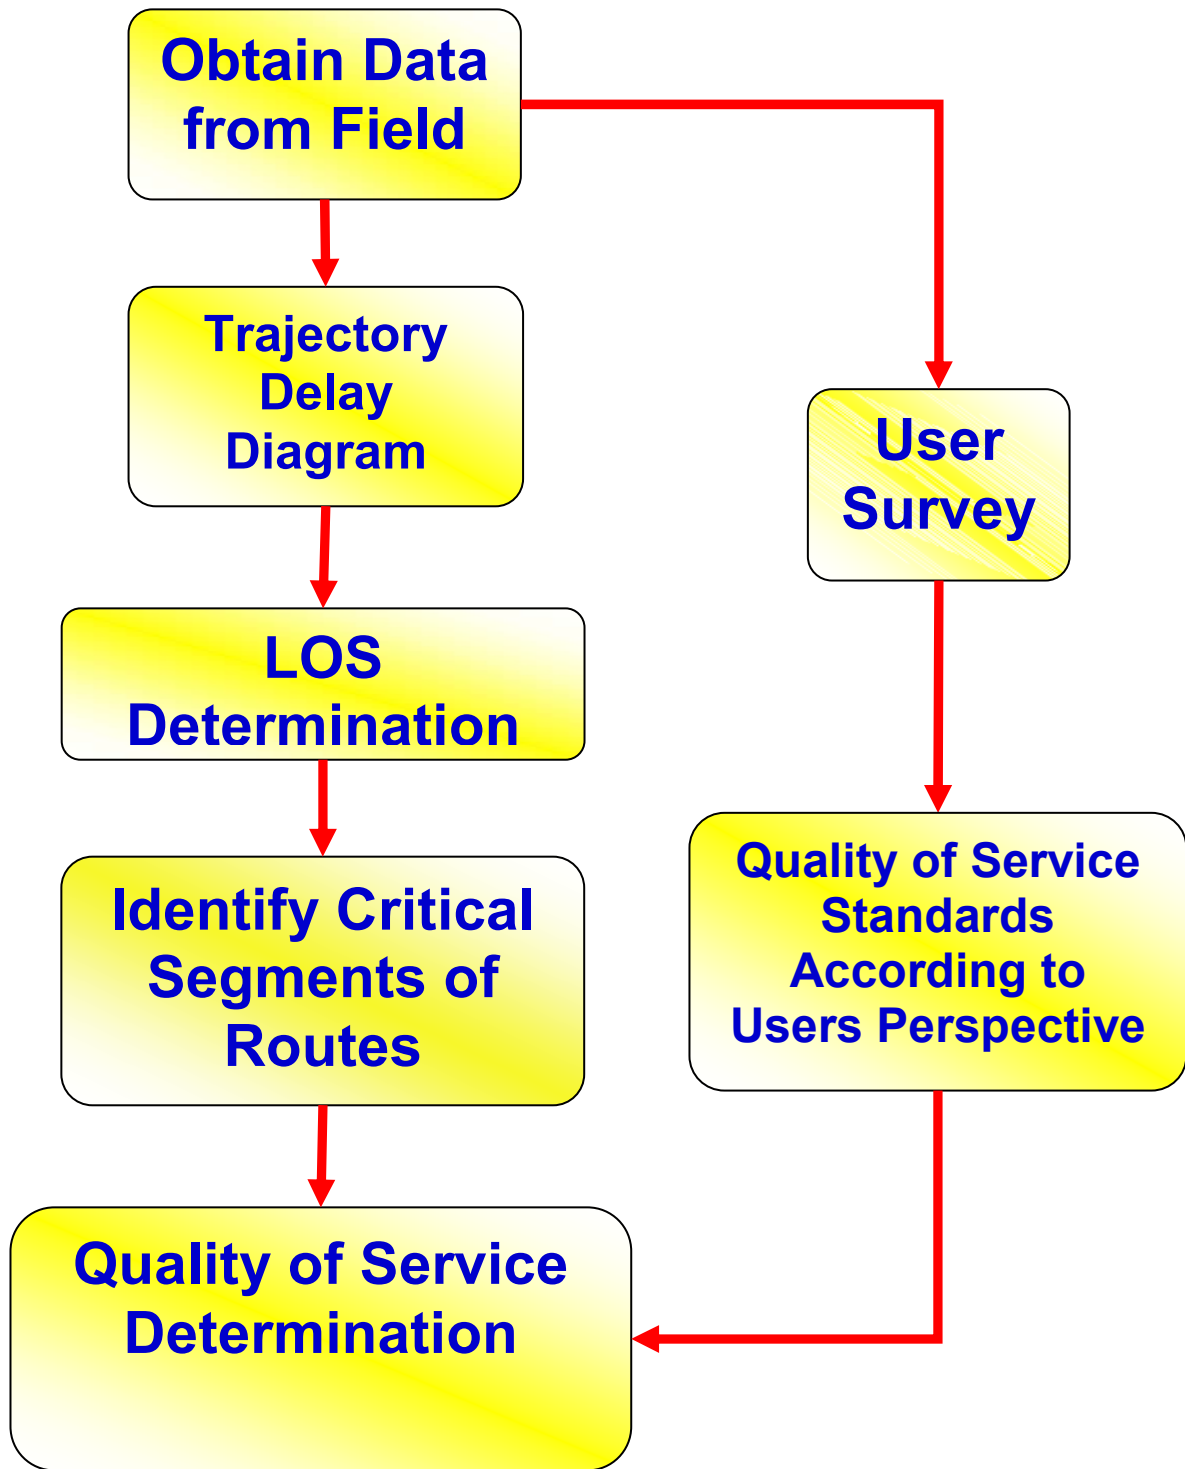 Obtain Data
from Field
Trajectory
Delay
Diagram
User
Survey
LOS
Determination
Identify Critical
Segments of
Routes
Quality of Service
Standards
According to
Users Perspective
Quality of Service
Determination